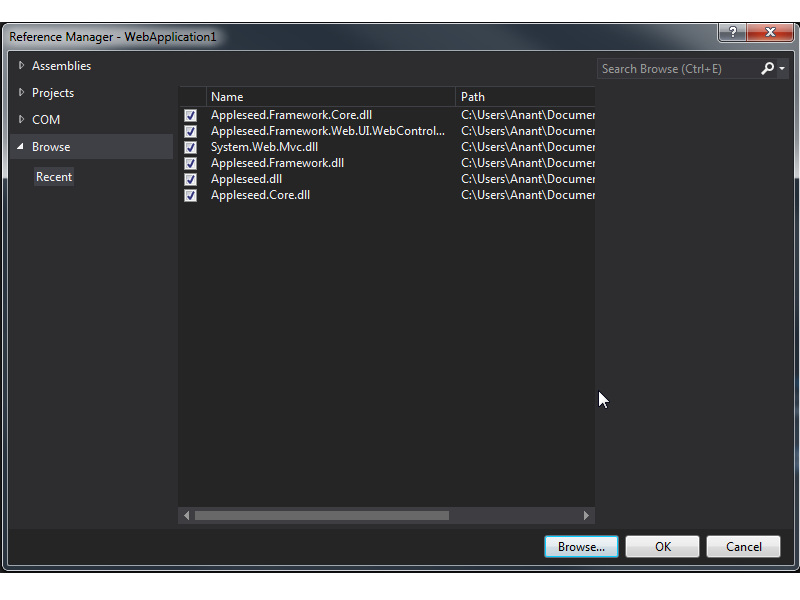 Reference Manager - WebApplication1
?
Assemblies
Search Browse (Ctrl+E)
Projects
Name Path
COM
Appleseed.Framework.Core.dll C:\Users\Anant\Documer
Appleseed.Framework.Web.UI.WebControl... C:\Users\Anant\Documer
Browse
System.Web.Mvc.dll C:\Users\Anant\Documer
Appleseed.Framework.dll C:\Users\Anant\Documer
Recent
Appleseed.dll C:\Users\Anant\Documer
Appleseed.Core.dll C:\Users\Anant\Documer
Browse... OK Cancel